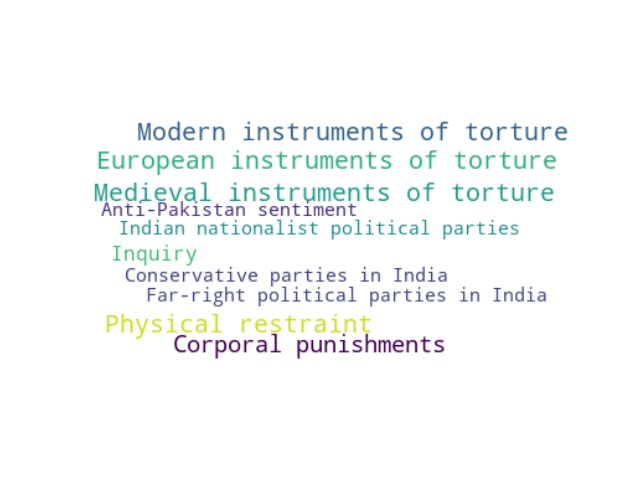 Modern instruments of torture
European instruments of torture
Medieval instruments of torture
Anti-Pakistan sentiment
Indian nationalist political parties
Inquiry
Conservative parties in India
Far-right political parties in India
Physical restraint
Corporal punishments